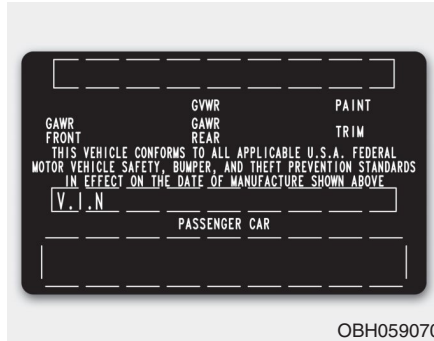 GVWR PAINT
GAWR FRONT GAWR REAR TRIM
THIS VEHICLE CONFORMS TO ALL APPLICABLE U.S.A. FEDERAL
MOTOR VEHICLE SAFETY, BUMPER, AND THEFT PREVENTION STANDARDS
IN EFFECT ON THE DATE OF MANUFACTURE SHOWN ABOVE
V.I.N
PASSENGER CAR
OBH059070